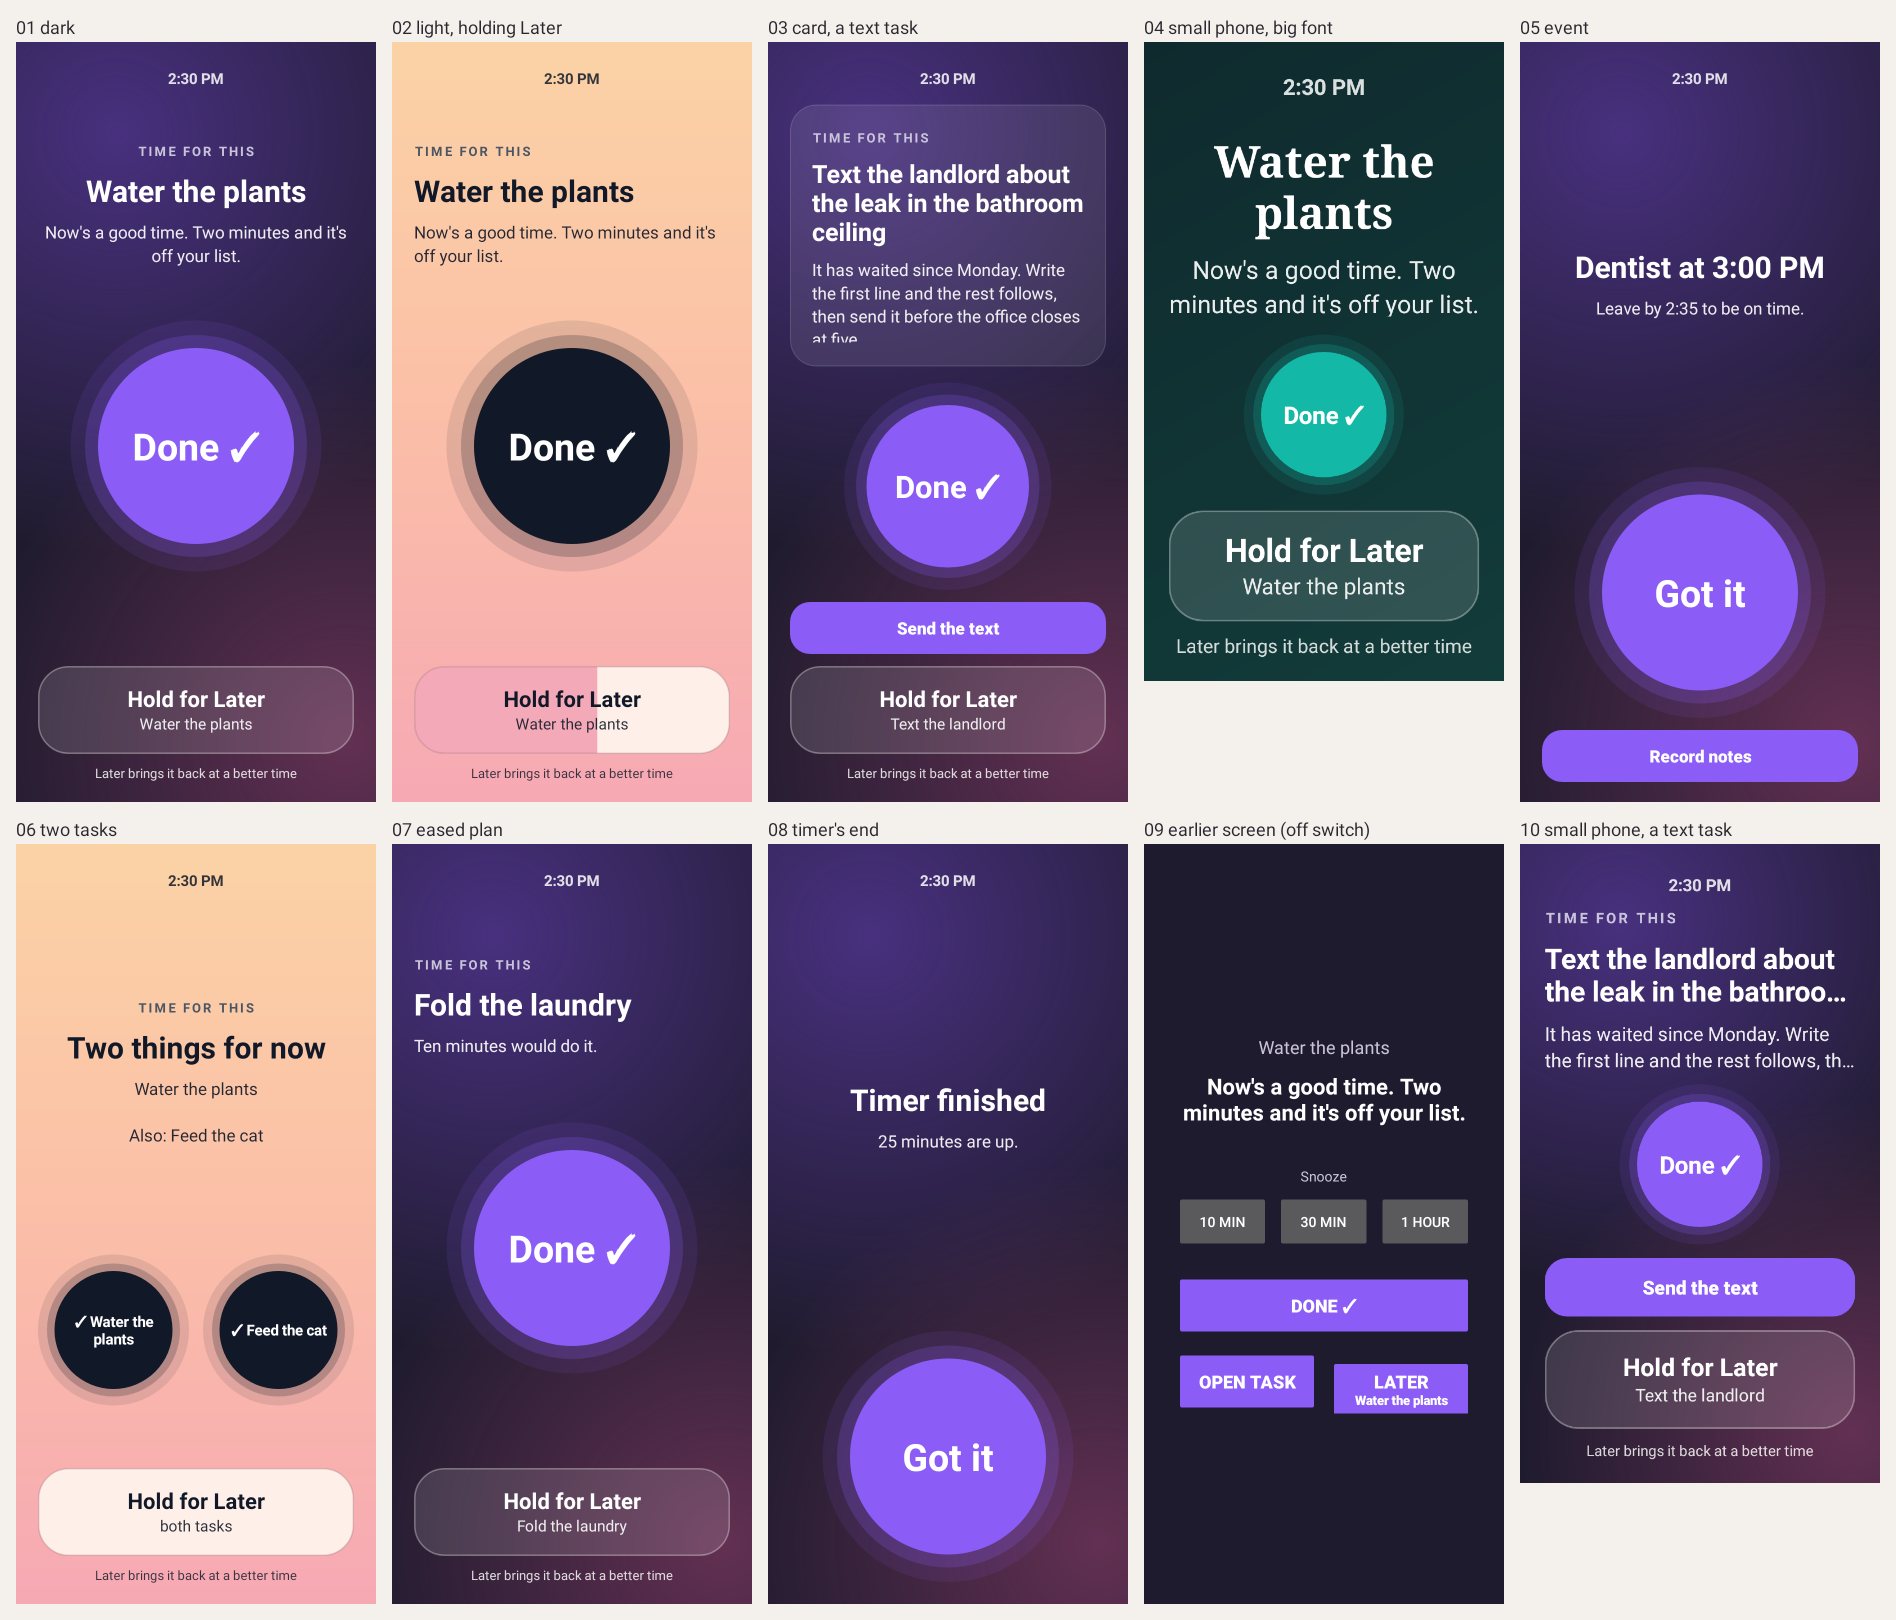 01 dark
2:30 PM
TIME FOR THIS
Water the plants
Now's a good time. Two minutes and it's
off your list.
Done ✓
Hold for Later
Water the plants
Later brings it back at a better time
02 light, holding Later
2:30 PM
TIME FOR THIS
Water the plants
Now's a good time. Two minutes and it's
off your list.
Done ✓
Hold for Later
Water the plants
Later brings it back at a better time
03 card, a text task
2:30 PM
TIME FOR THIS
Text the landlord about
the leak in the bathroom
ceiling
It has waited since Monday. Write
the first line and the rest follows,
then send it before the office closes
at five
Done ✓
Send the text
Hold for Later
Text the landlord
Later brings it back at a better time
04 small phone, big font
2:30 PM
Water the
plants
Now's a good time. Two
minutes and it's off your list.
Done ✓
Hold for Later
Water the plants
Later brings it back at a better time
05 event
2:30 PM
Dentist at 3:00 PM
Leave by 2:35 to be on time.
Got it
Record notes
06 two tasks
2:30 PM
TIME FOR THIS
Two things for now
Water the plants
Also: Feed the cat
✓ Water the
plants
✓ Feed the cat
Hold for Later
both tasks
Later brings it back at a better time
07 eased plan
2:30 PM
TIME FOR THIS
Fold the laundry
Ten minutes would do it.
Done ✓
Hold for Later
Fold the laundry
Later brings it back at a better time
08 timer's end
2:30 PM
Timer finished
25 minutes are up.
Got it
09 earlier screen (off switch)
Water the plants
Now's a good time. Two
minutes and it's off your list.
Snooze
10 MIN
30 MIN
1 HOUR
DONE ✓
OPEN TASK
LATER
Water the plants
10 small phone, a text task
2:30 PM
TIME FOR THIS
Text the landlord about
the leak in the bathroo...
It has waited since Monday. Write
the first line and the rest follows, th...
Done ✓
Send the text
Hold for Later
Text the landlord
Later brings it back at a better time